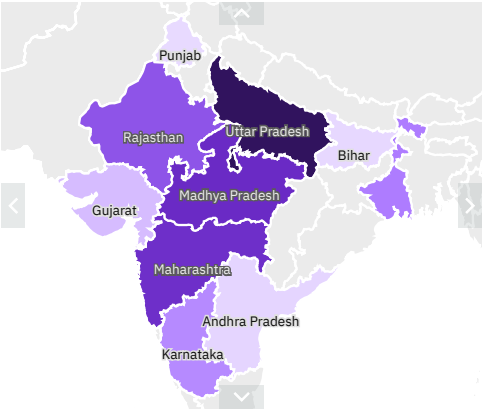 Punjab
Rajasthan
Uttar Pradesh
Bihar
Madhya Pradesh
Gujarat
Maharashtra
Andhra Pradesh
Karnataka